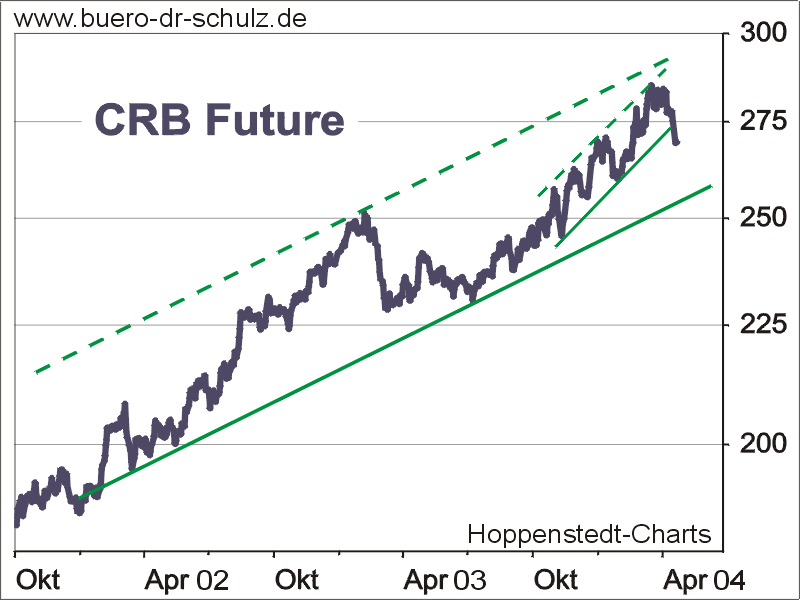 www.buero-dr-schulz.de
300
CRB Future
275
250
225
200
Hoppenstedt-Charts
Okt Apr 02 Okt Apr 03 Okt Apr 04